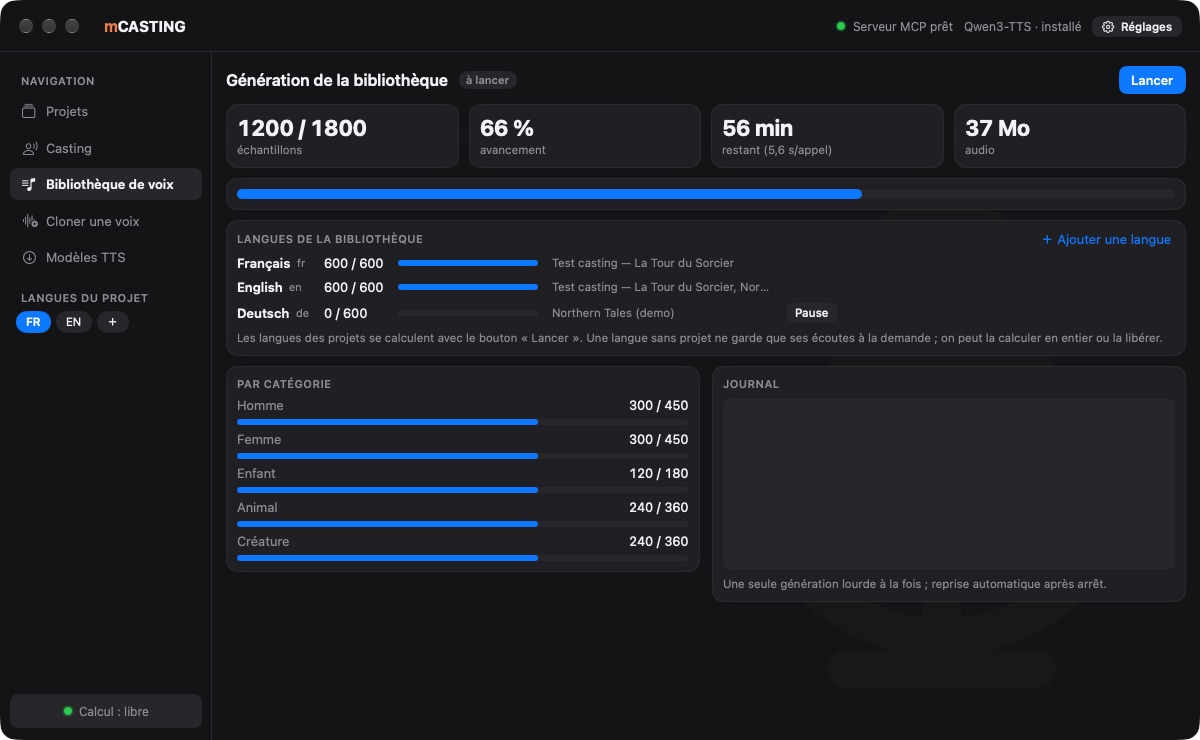 mCASTING
Serveur MCP prêt
Qwen3-TTS · installé
Réglages
NAVIGATION
Projets
Casting
Bibliothèque de voix
Cloner une voix
Modèles TTS
LANGUES DU PROJET
FR EN +
Calcul : libre
Génération de la bibliothèque
à lancer
Lancer
1200 / 1800
échantillons
66 %
avancement
56 min
restant (5,6 s/appel)
37 Mo
audio
LANGUES DE LA BIBLIOTHÈQUE
+ Ajouter une langue
Français fr 600 / 600 Test casting — La Tour du Sorcier
English en 600 / 600 Test casting — La Tour du Sorcier, Nor...
Deutsch de 0 / 600 Northern Tales (demo) Pause
Les langues des projets se calculent avec le bouton « Lancer ». Une langue sans projet ne garde que ses écoutes à la demande ; on peut la calculer en entier ou la libérer.
PAR CATÉGORIE
Homme 300 / 450
Femme 300 / 450
Enfant 120 / 180
Animal 240 / 360
Créature 240 / 360
JOURNAL
Une seule génération lourde à la fois ; reprise automatique après arrêt.